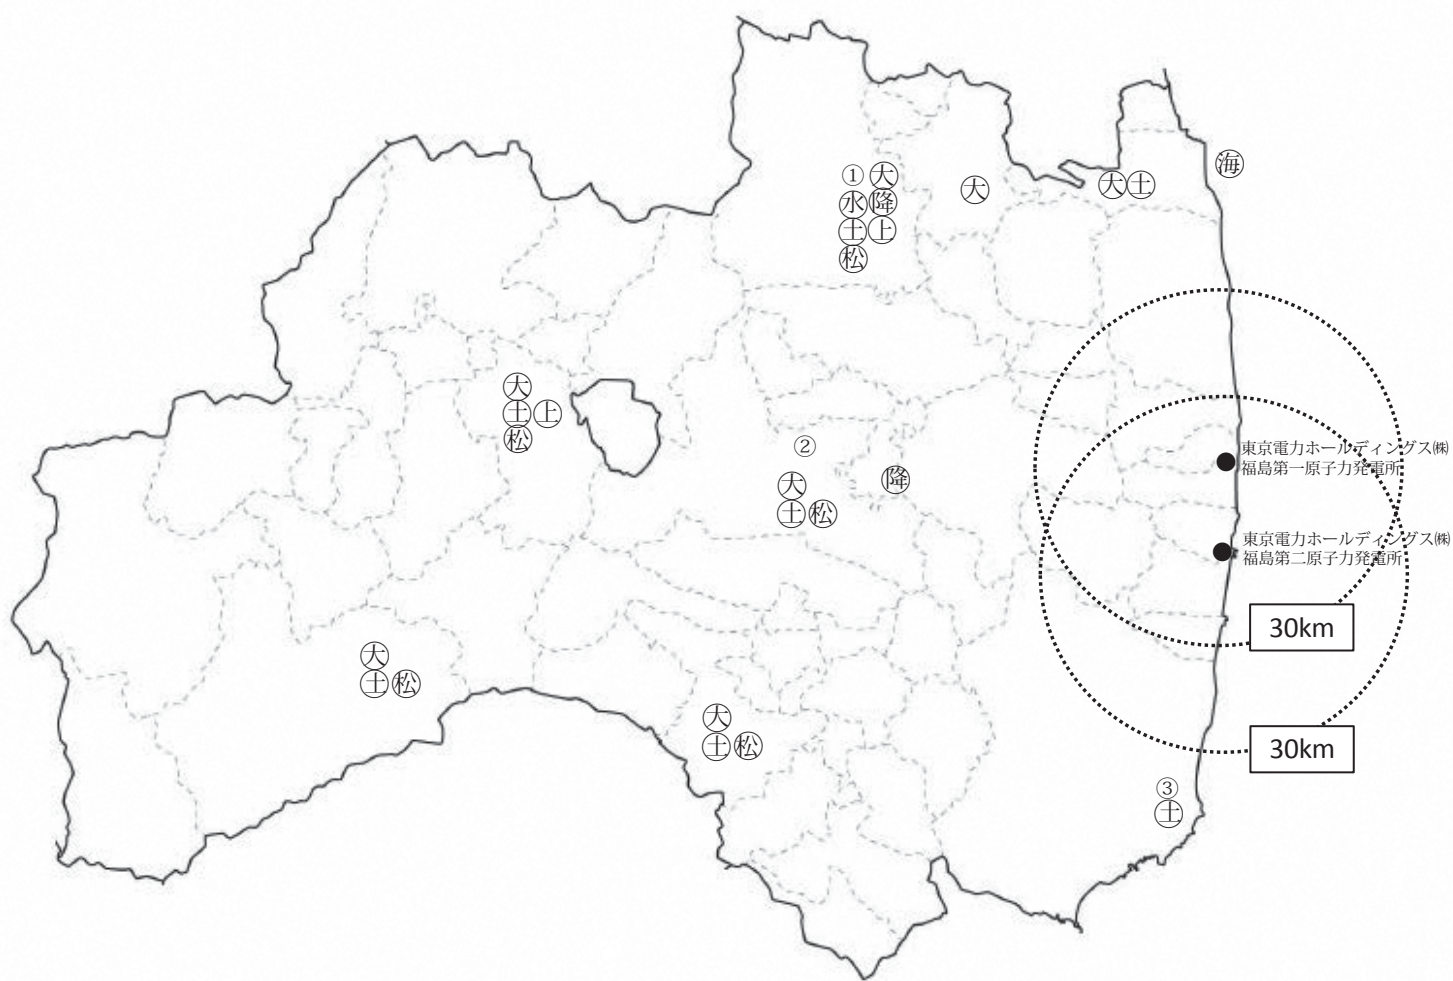 ①大
水降
土上
松
大
大土
海
大
土上
松
②
大
土松
降
東京電力ホールディングス㈱
福島第一原子力発電所
東京電力ホールディングス㈱
福島第二原子力発電所
30km
大
土松
大
土松
30km
③
土